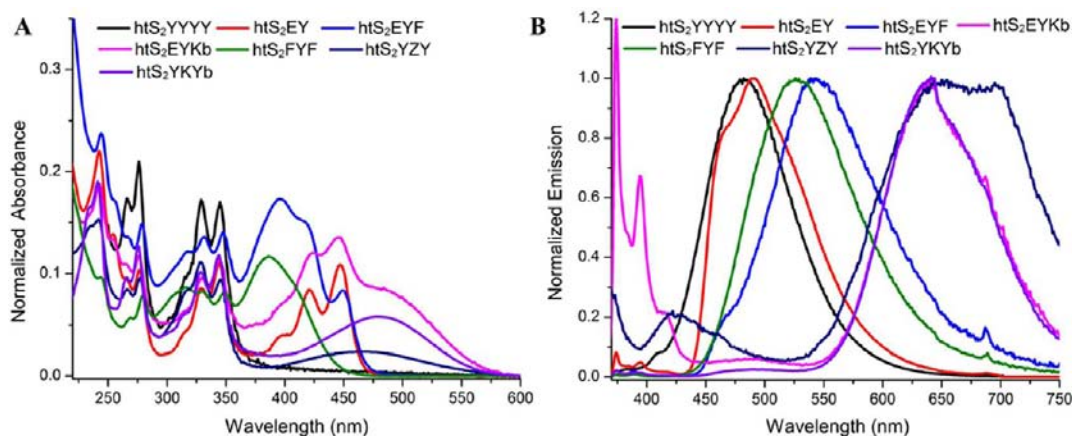 A
htS₂YYYY htS₂EY htS₂EYF
htS₂EYKb htS₂FYF htS₂YZY
htS₂YKYb
Normalized Absorbance
0.3
0.2
0.1
0.0
250 300 350 400 450 500 550 600
Wavelength (nm)
B
htS₂YYYY htS₂EY htS₂EYF htS₂EYKb
htS₂FYF htS₂YZY htS₂YKYb
Normalized Emission
1.2
1.0
0.8
0.6
0.4
0.2
0.0
400 450 500 550 600 650 700 750
Wavelength (nm)